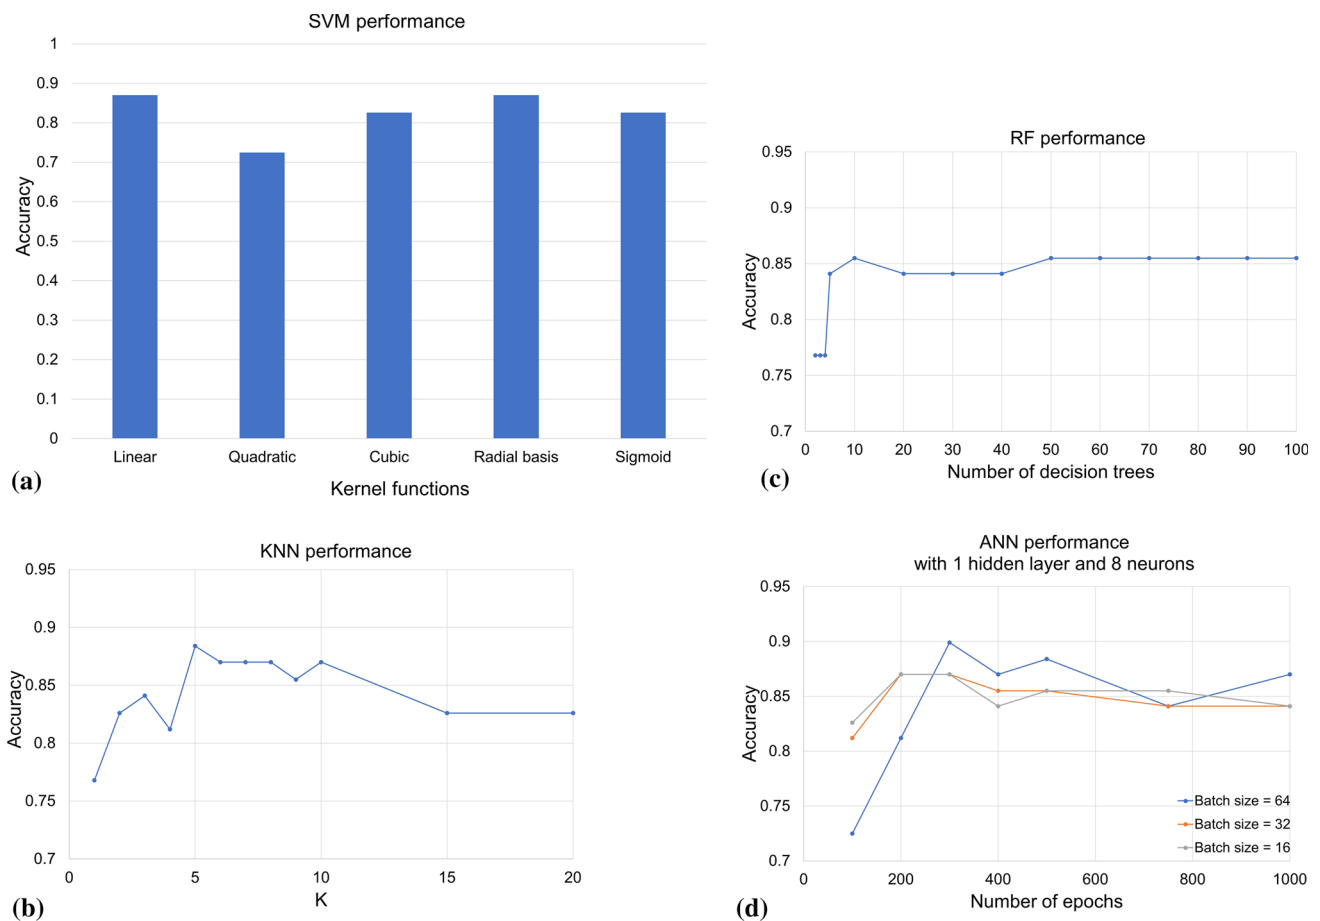 SVM performance
1
0.9
0.8
0.7
0.6
0.5
0.4
0.3
0.2
0.1
0
Accuracy
Linear Quadratic Cubic Radial basis Sigmoid
Kernel functions
(a)
RF performance
0.95
0.9
0.85
0.8
0.75
0.7
Accuracy
0 10 20 30 40 50 60 70 80 90 100
Number of decision trees
(c)
KNN performance
0.95
0.9
0.85
0.8
0.75
0.7
Accuracy
0 5 10 15 20
K
(b)
ANN performance
with 1 hidden layer and 8 neurons
0.95
0.9
0.85
0.8
0.75
0.7
Accuracy
Batch size = 64
Batch size = 32
Batch size = 16
0 200 400 600 800 1000
Number of epochs
(d)